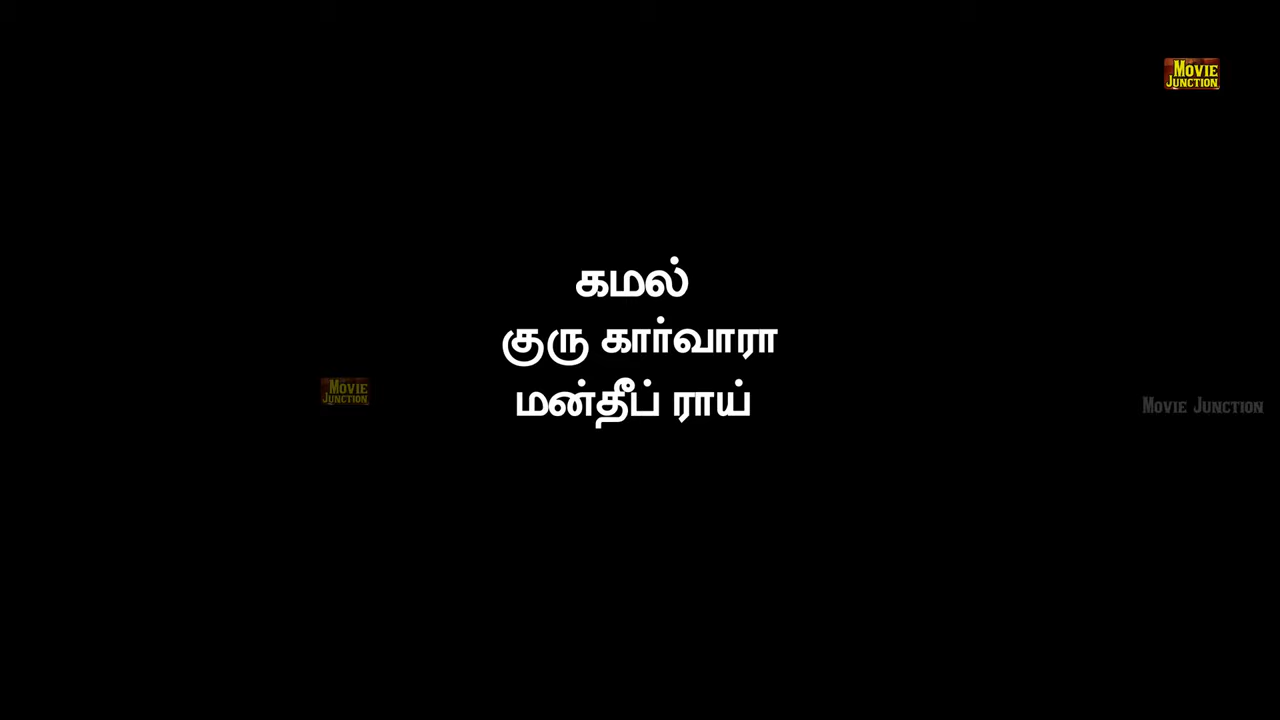 MOVIE
JUNCTION
கமல்
குரு கார்வாரா
மன்தீப் ராய்
MOVIE
JUNCTION
MOVIE JUNCTION